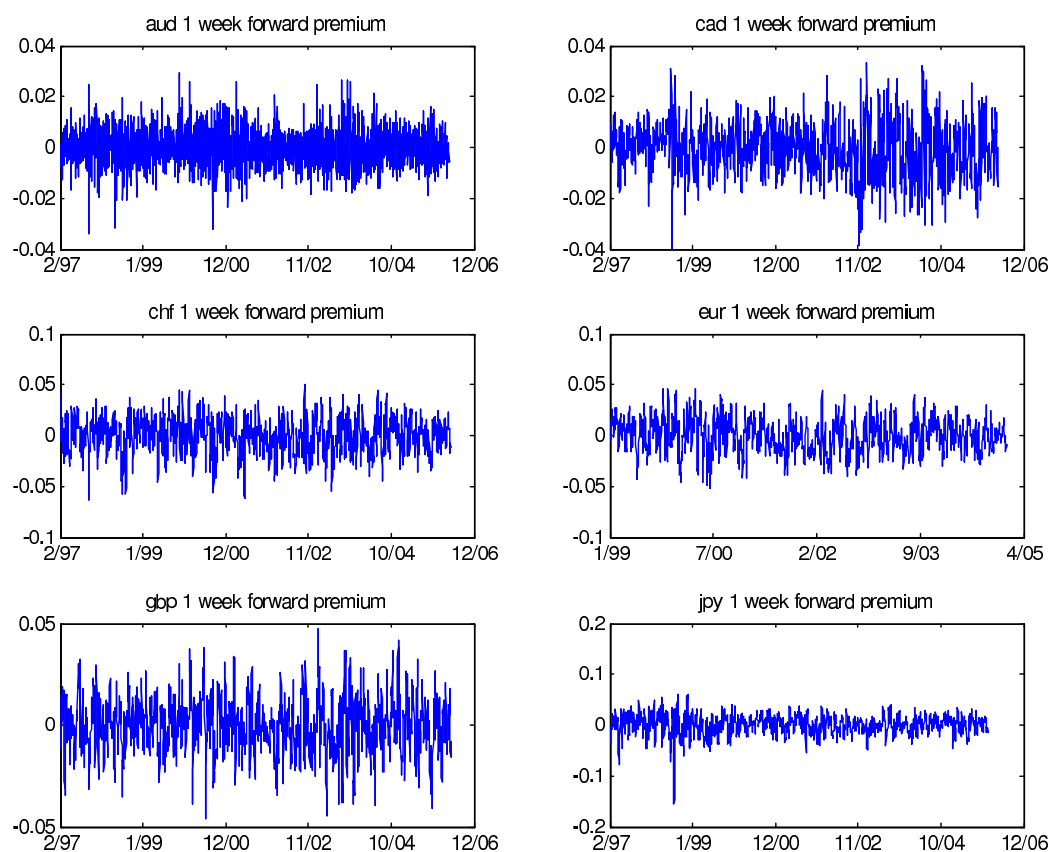 aud 1 week forward premium
0.04
0.02
0
-0.02
-0.04
2/97 1/99 12/00 11/02 10/04 12/06
cad 1 week forward premium
0.04
0.02
0
-0.02
-0.04
2/97 1/99 12/00 11/02 10/04 12/06
chf 1 week forward premium
0.1
0.05
0
-0.05
-0.1
2/97 1/99 12/00 11/02 10/04 12/06
eur 1 week forward premium
0.1
0.05
0
-0.05
-0.1
1/99 7/00 2/02 9/03 4/05
gbp 1 week forward premium
0.05
0
-0.05
2/97 1/99 12/00 11/02 10/04 12/06
jpy 1 week forward premium
0.2
0.1
0
-0.1
-0.2
2/97 1/99 12/00 11/02 10/04 12/06